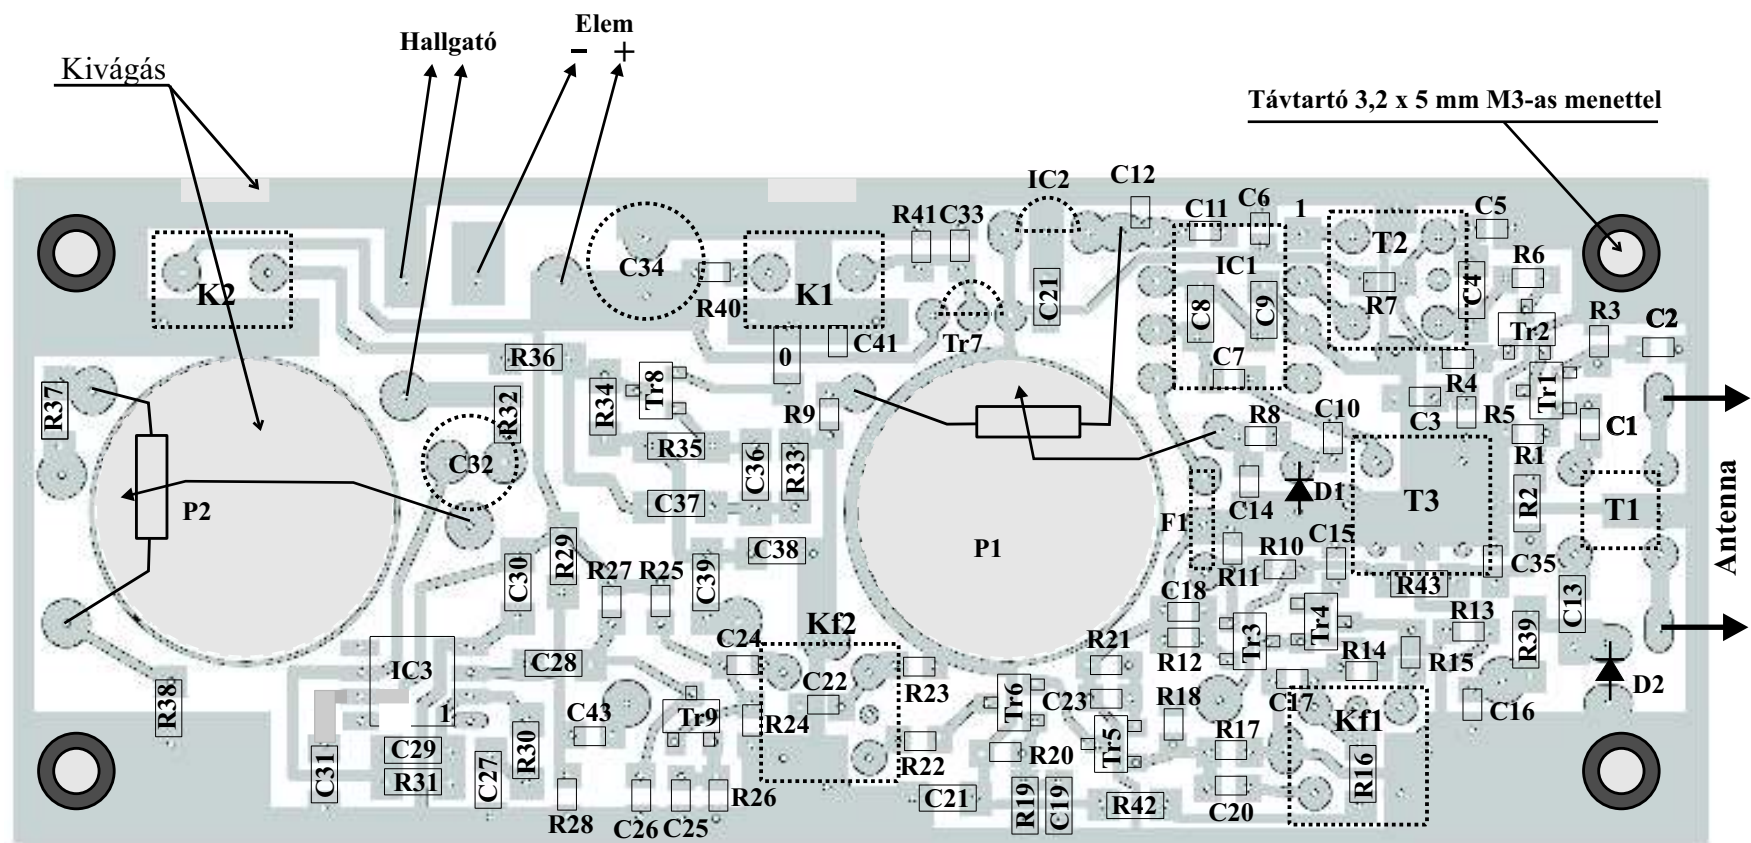 Elem
Hallgató
− +
Kivágás
Távtartó 3,2 x 5 mm M3-as menettel
IC2
C12
R41
C33
C11
C6
1
C5
T2
K2
C34
R40
K1
C21
IC1
C8
C9
R7
C4
R6
Tr2
R3
C2
C41
Tr7
0
R36
C7
R4
Tr1
R37
R32
R34
Tr8
R9
R8
C10
C3
R5
C1
C32
R35
C36
R33
R1
P2
C37
F1
C14
D1
T3
R2
T1
Antenna
P1
C38
C30
R29
R27
R25
C39
R11
R10
C15
R43
C35
C13
C18
R12
Tr3
Tr4
R13
R39
IC3
1
C28
C24
Kf2
C22
R23
R21
R14
R15
D2
R38
C43
Tr9
R24
Tr6
C23
R18
C17
Kf1
C16
C31
C29
R31
C27
R30
R22
R20
Tr5
R17
R16
R28
C26
C25
R26
C21
R19
C19
R42
C20